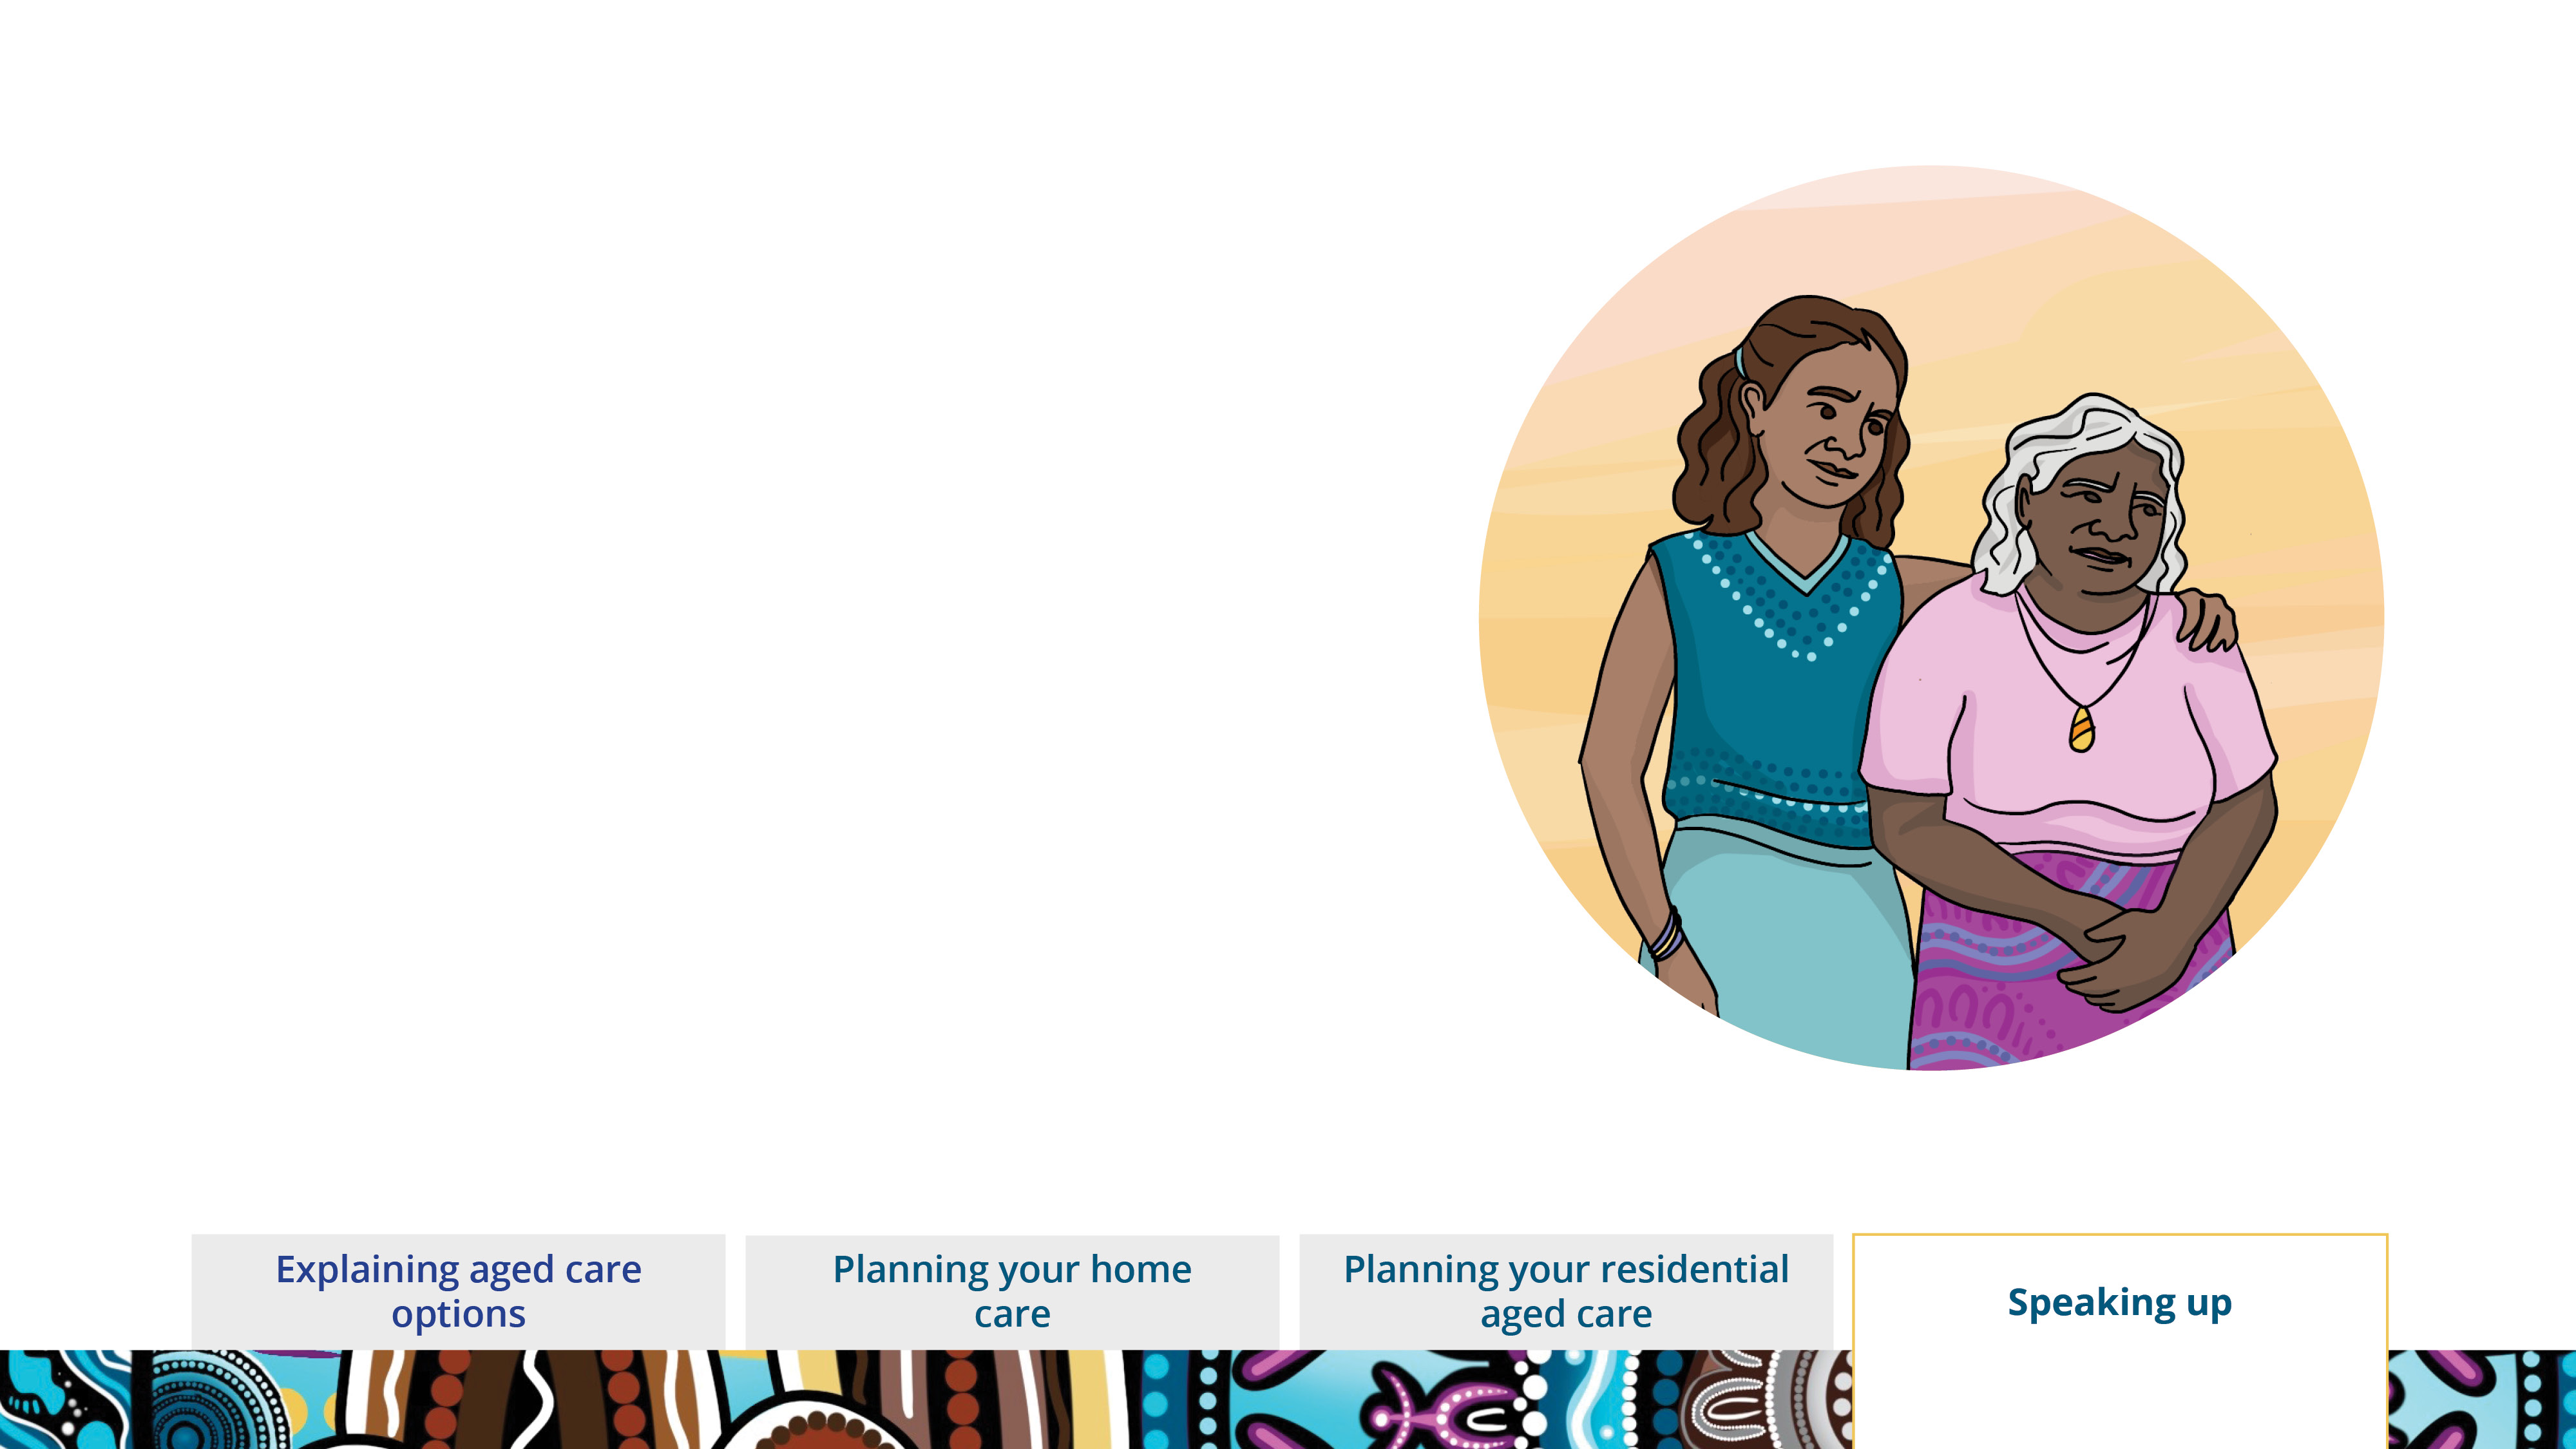 Explaining aged care
options
Planning your home
care
Planning your residential
aged care
Speaking up